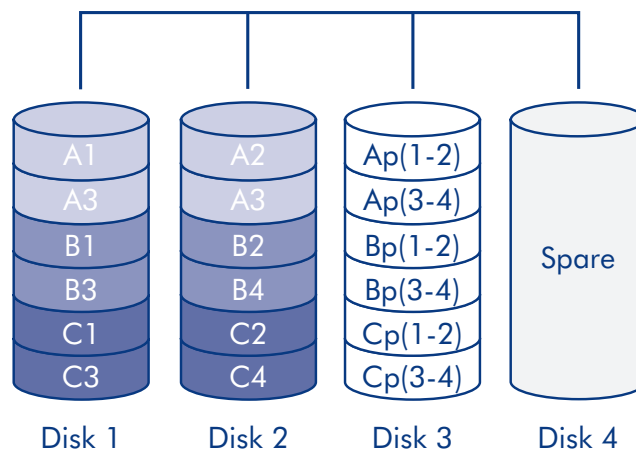 A1 A2 Ap(1-2)
A3 A3 Ap(3-4)
B1 B2 Bp(1-2)
B3 B4 Bp(3-4)
Spare
C1 C2 Cp(1-2)
C3 C4 Cp(3-4)
Disk 1 Disk 2 Disk 3 Disk 4